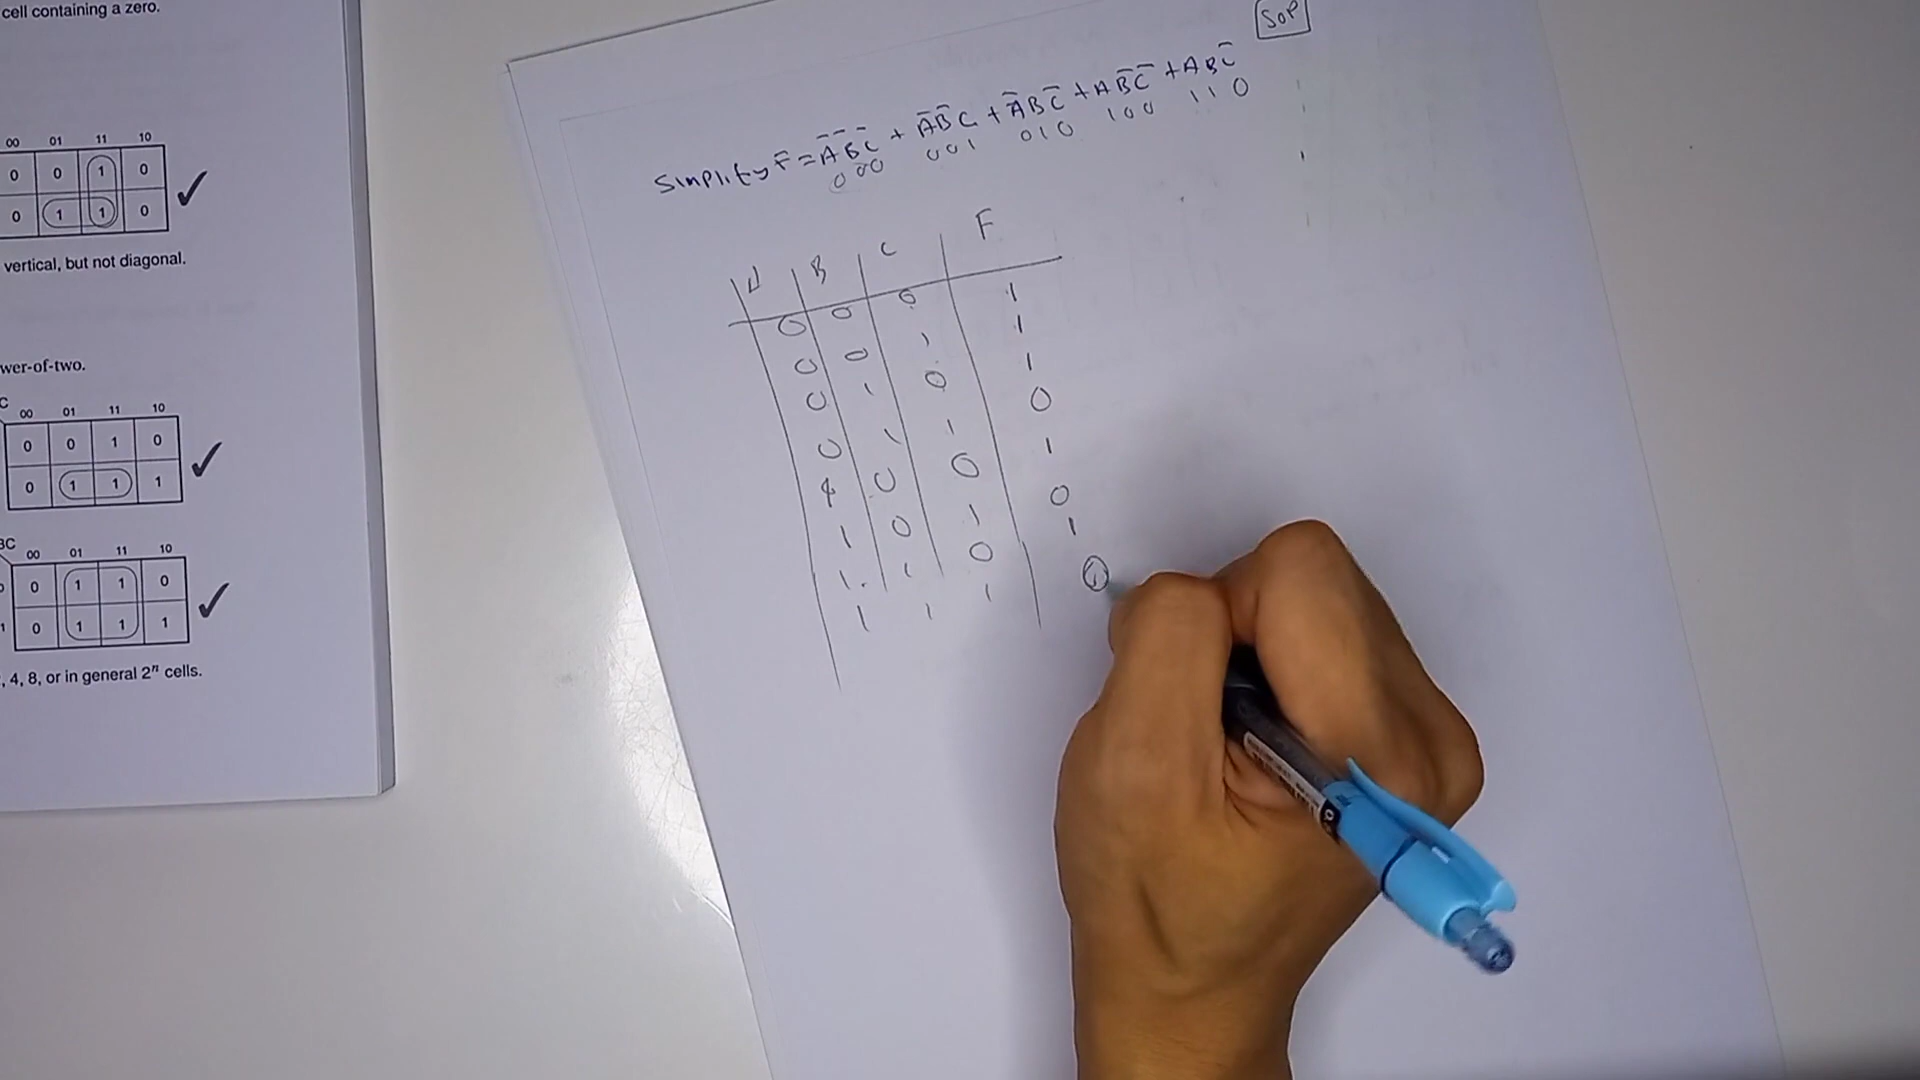 cell containing a zero.
00 01 11 10
0 0 1 0
0 1 1 0
vertical, but not diagonal.
wer-of-two.
C
00 01 11 10
0 0 1 0
0 1 1 1
BC
00 01 11 10
0 1 1 0
1 0 1 1 1
, 4, 8, or in general 2ⁿ cells.
SOP
Simplify F = A̅B̅C̅ + A̅B̅C + A̅BC̅ + AB̅C̅ + ABC̅
000 001 010 100 110
A B C F
0 0 0 1
0 0 1 1
0 1 0 1
0 1 1 0
1 0 0 1
1 0 1 0
1 1 0 1
1 1 1 0